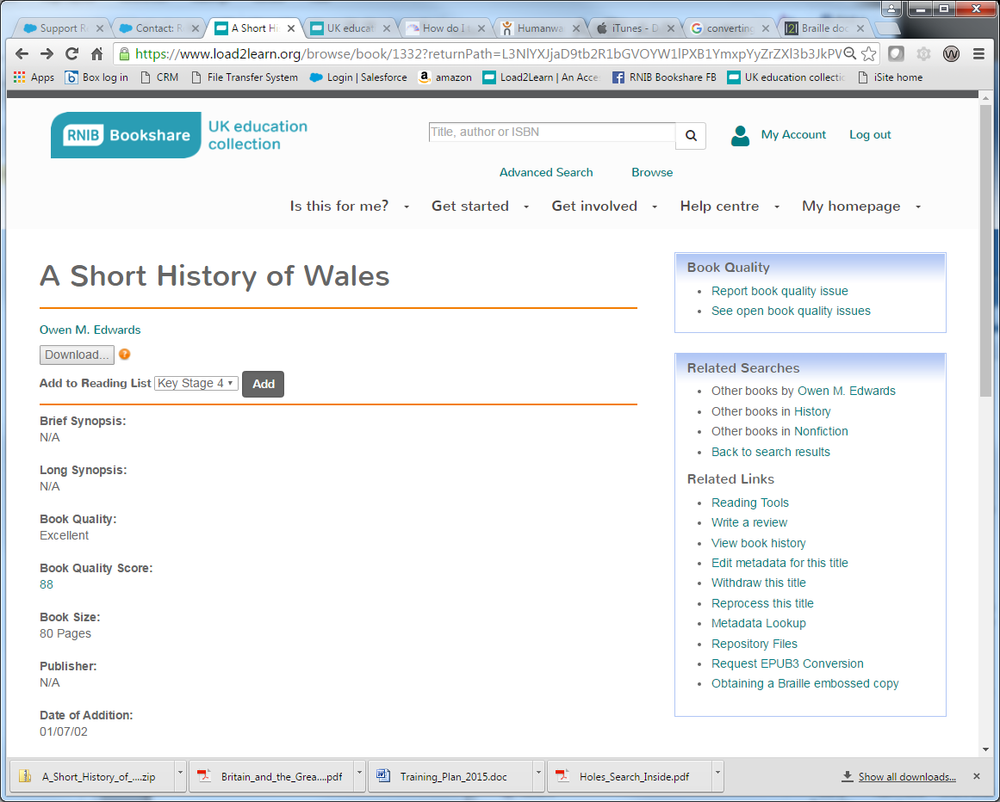 Support R
Contact: R
A Short Hi
UK educat
How do I
Humanwa
iTunes - D
converting
Braille doc
https://www.load2learn.org/browse/book/1332?returnPath=
Apps
Box log in
CRM
File Transfer System
Login | Salesforce
amazon
Load2Learn | An Acce
RNIB Bookshare FB
UK education collectic
iSite home
RNIB Bookshare
UK education
collection
Title, author or ISBN
My Account
Log out
Advanced Search
Browse
Is this for me?
Get started
Get involved
Help centre
My homepage
A Short History of Wales
Owen M. Edwards
Download...
?
Add to Reading List Key Stage 4 Add
Brief Synopsis:
N/A
Long Synopsis:
N/A
Book Quality:
Excellent
Book Quality Score:
88
Book Size:
80 Pages
Publisher:
N/A
Date of Addition:
01/07/02
Book Quality
Report book quality issue
See open book quality issues
Related Searches
Other books by Owen M. Edwards
Other books in History
Other books in Nonfiction
Back to search results
Related Links
Reading Tools
Write a review
View book history
Edit metadata for this title
Withdraw this title
Reprocess this title
Metadata Lookup
Repository Files
Request EPUB3 Conversion
Obtaining a Braille embossed copy
A_Short_History_of_....zip
Britain_and_the_Grea....pdf
Training_Plan_2015.doc
Holes_Search_Inside.pdf
Show all downloads...